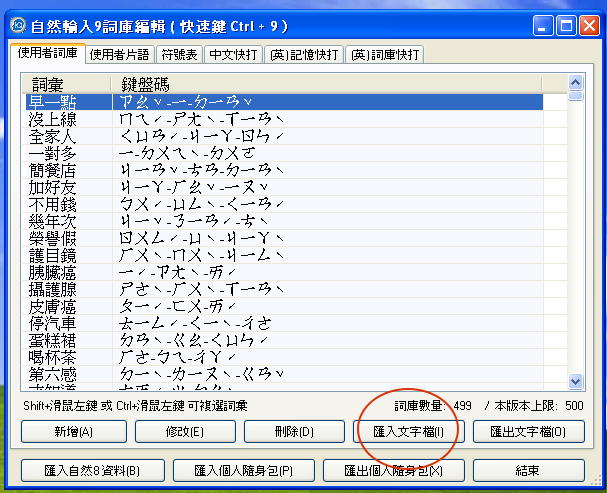 自然輸入9詞庫編輯 ( 快速鍵 Ctrl + 9 )
使用者詞庫 使用者片語 符號表 中文快打 (英)記憶快打 (英)詞庫快打
詞彙 鍵盤碼
早一點 ㄗㄠˇ-ㄧ-ㄉㄧㄢˇ
沒上線 ㄇㄟˊ-ㄕㄤˋ-ㄒㄧㄢˋ
全家人 ㄑㄩㄢˊ-ㄐㄧㄚ-ㄖㄣˊ
一對多 ㄧ-ㄉㄨㄟˋ-ㄉㄨㄛ
簡餐店 ㄐㄧㄢˇ-ㄘㄢ-ㄉㄧㄢˋ
加好友 ㄐㄧㄚ-ㄏㄠˇ-ㄧㄡˇ
不用錢 ㄅㄨˊ-ㄩㄥˋ-ㄑㄧㄢˊ
幾年次 ㄐㄧˇ-ㄋㄧㄢˊ-ㄘˋ
榮譽假 ㄖㄨㄥˊ-ㄩˋ-ㄐㄧㄚˋ
護目鏡 ㄏㄨˋ-ㄇㄨˋ-ㄐㄧㄥˋ
胰臟癌 ㄧˊ-ㄗㄤˋ-ㄞˊ
攝護腺 ㄕㄜˋ-ㄏㄨˋ-ㄒㄧㄢˋ
皮膚癌 ㄆㄧˊ-ㄈㄨ-ㄞˊ
停汽車 ㄊㄧㄥˊ-ㄑㄧˋ-ㄔㄜ
蛋糕裙 ㄉㄢˋ-ㄍㄠ-ㄑㄩㄣˊ
喝杯茶 ㄏㄜ-ㄅㄟ-ㄔㄚˊ
第六感 ㄉㄧˋ-ㄌㄧㄡˋ-ㄍㄢˇ
Shift+滑鼠左鍵 或 Ctrl+滑鼠左鍵 可複選詞彙 詞庫數量: 499 / 本版本上限: 500
新增(A) 修改(E) 刪除(D) 匯入文字檔(I) 匯出文字檔(O)
匯入自然8資料(B) 匯入個人隨身包(P) 匯出個人隨身包(X) 結束